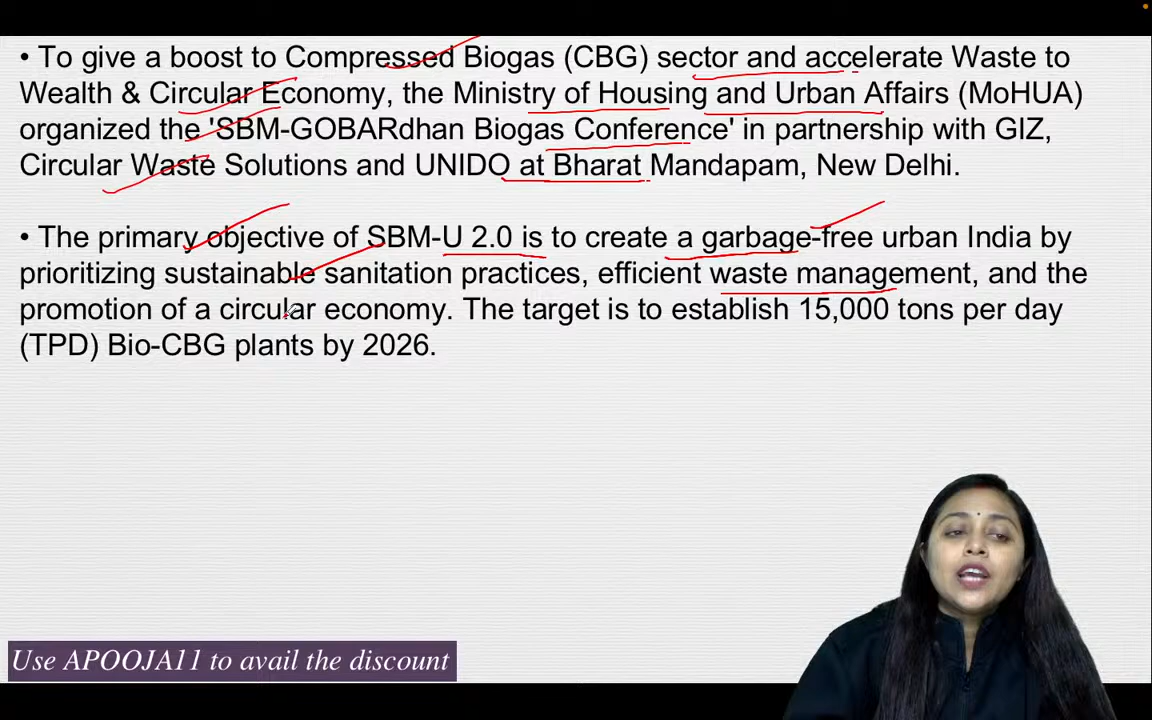 • To give a boost to Compressed Biogas (CBG) sector and accelerate Waste to
Wealth & Circular Economy, the Ministry of Housing and Urban Affairs (MoHUA)
organized the 'SBM-GOBARdhan Biogas Conference' in partnership with GIZ,
Circular Waste Solutions and UNIDO at Bharat Mandapam, New Delhi.
• The primary objective of SBM-U 2.0 is to create a garbage-free urban India by
prioritizing sustainable sanitation practices, efficient waste management, and the
promotion of a circular economy. The target is to establish 15,000 tons per day
(TPD) Bio-CBG plants by 2026.
Use APOOJA11 to avail the discount